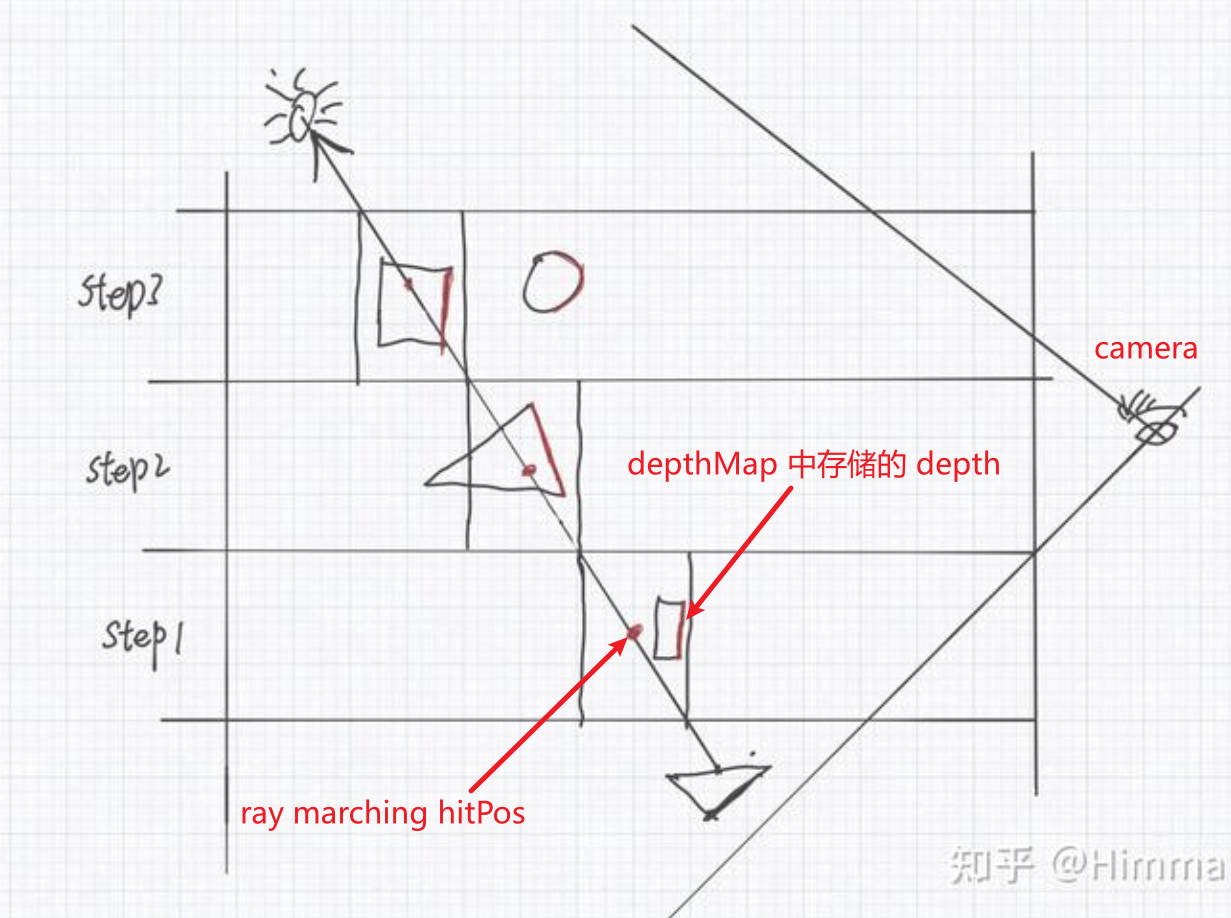 Step3
camera
Step2
depthMap 中存储的 depth
Step1
ray marching hitPos
知乎 @Himma